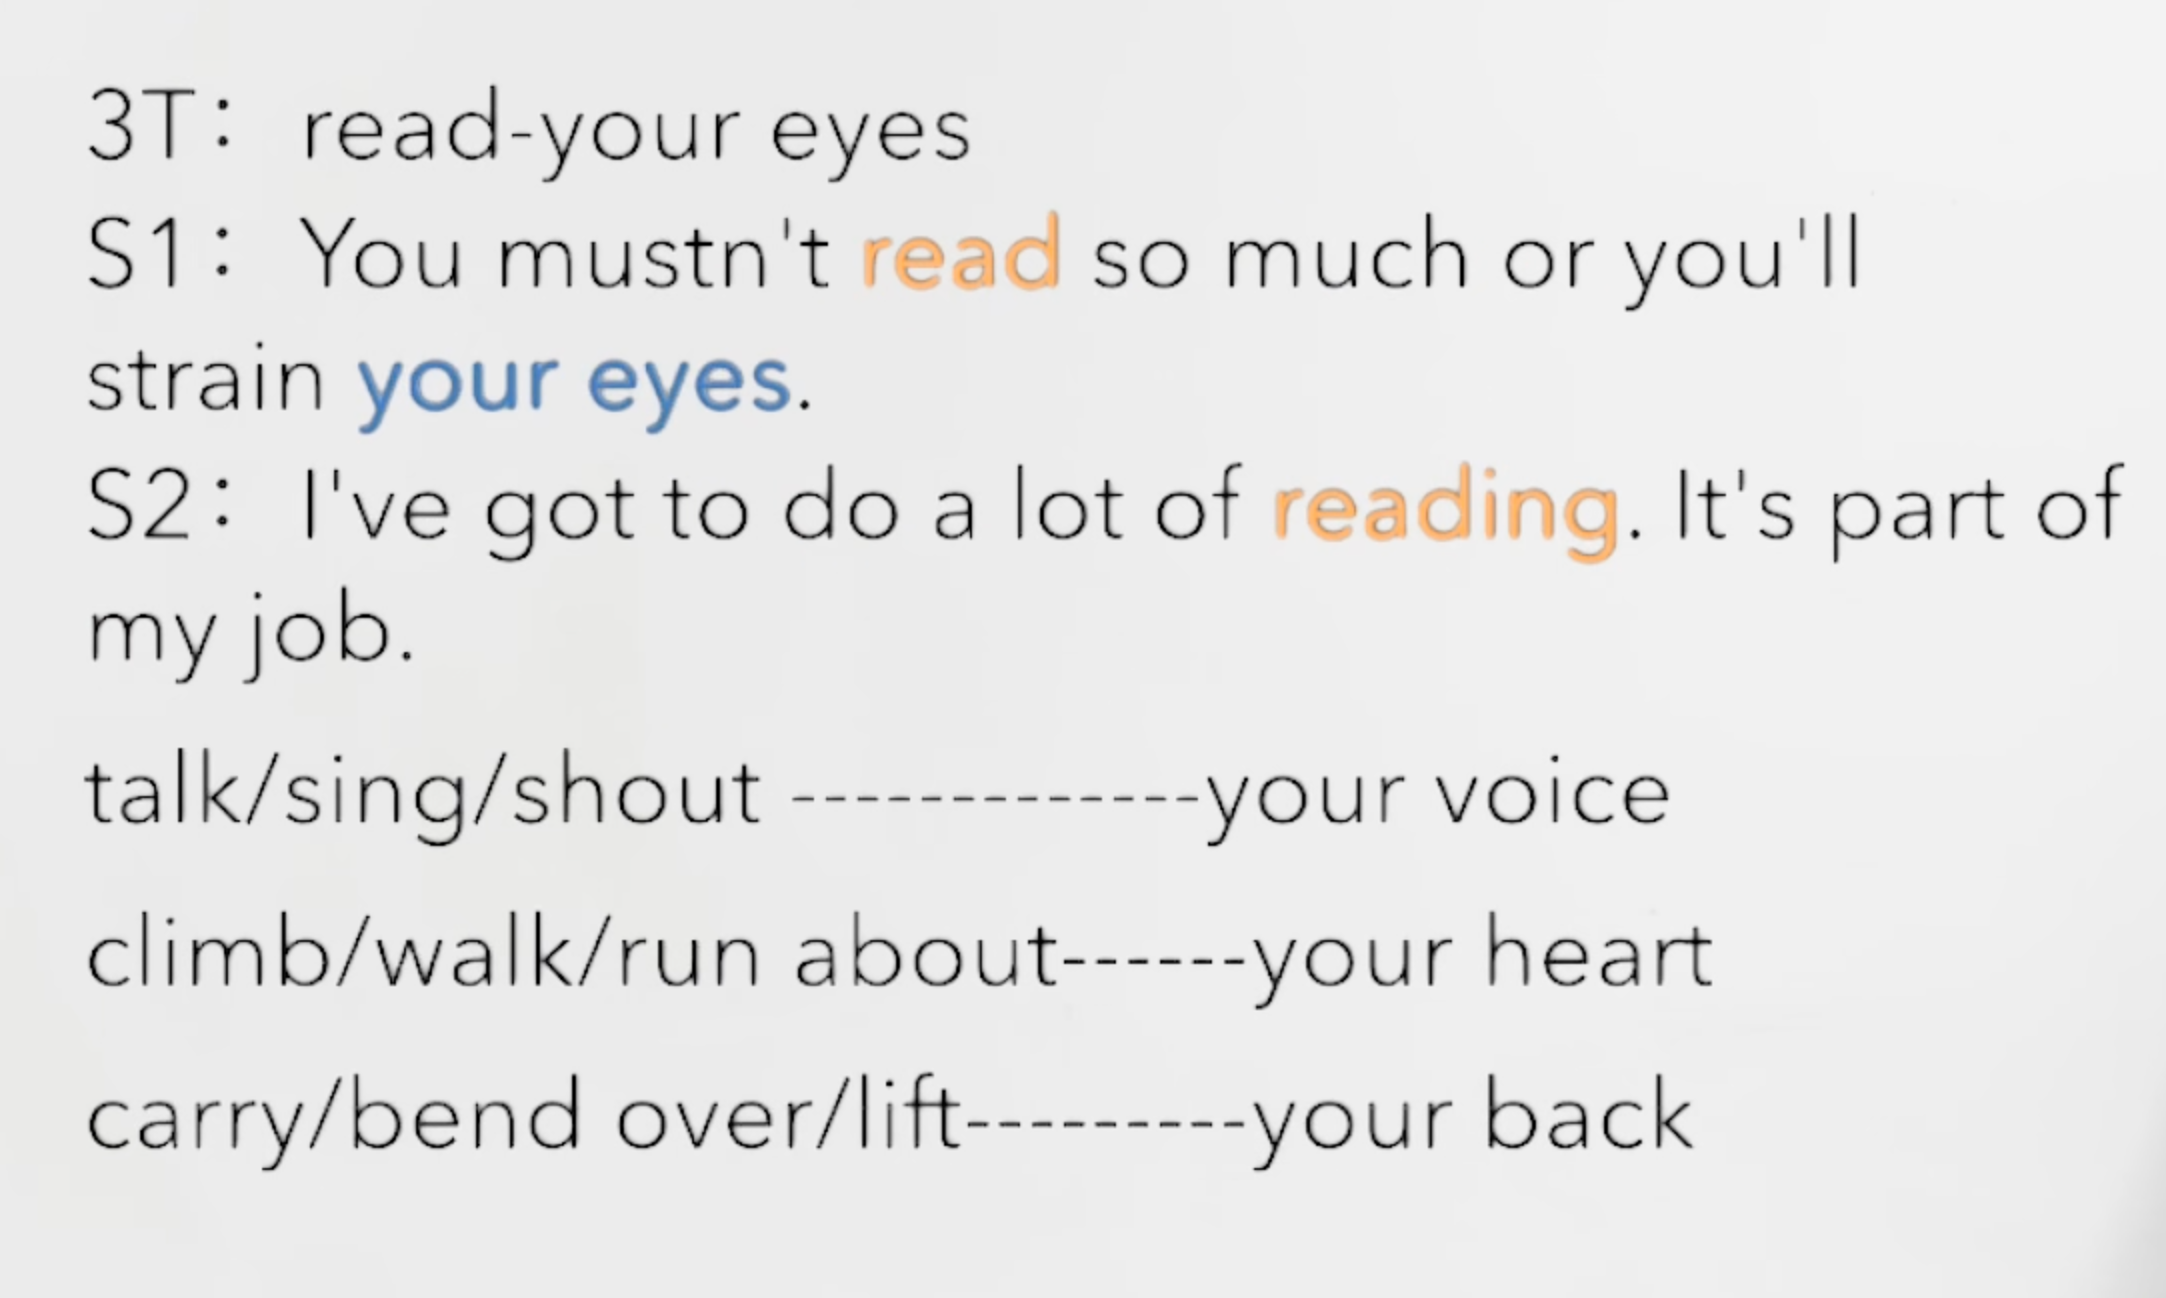 3T： read-your eyes
S1： You mustn't read so much or you'll
strain your eyes.
S2： I've got to do a lot of reading. It's part of
my job.
talk/sing/shout -------------your voice
climb/walk/run about------your heart
carry/bend over/lift---------your back